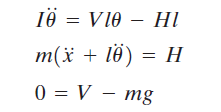 Iθ̈ = Vlθ − Hl
m(ẍ + lθ̈) = H
0 = V − mg